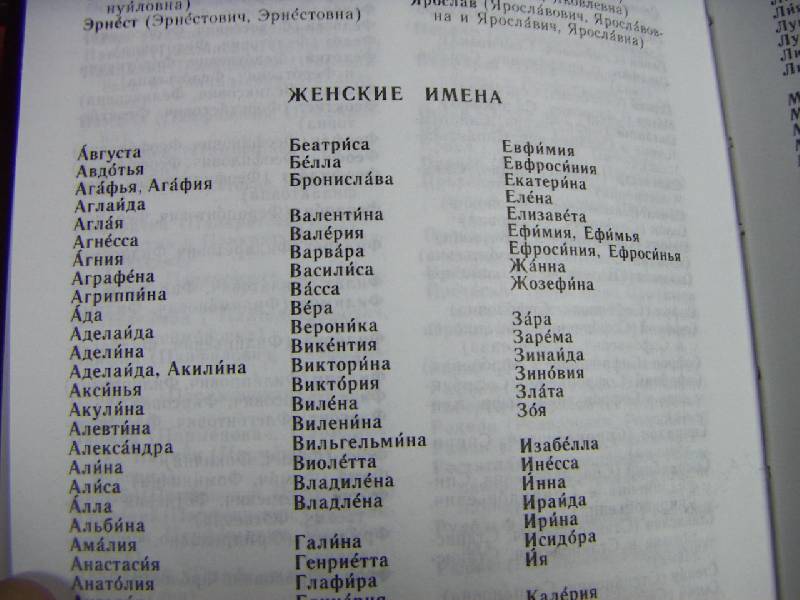 нуйловна)
Эрне́ст (Эрне́стович, Эрне́стовна)
Яросла́в (Яросла́вович, Яросла́вов-
на и Яросла́вич, Яросла́вна)
ЖЕНСКИЕ ИМЕНА
А́вгуста
Авдо́тья
Ага́фья, Ага́фия
Аглаи́да
Агла́я
Агне́сса
А́гния
Аграфе́на
Агриппи́на
А́да
Аделаи́да
Адели́на
Аделаи́да, Акили́на
Акси́нья
Акули́на
Алевти́на
Алекса́ндра
Али́на
Али́са
А́лла
Альби́на
Ама́лия
Анастаси́я
Анато́лия
Беатри́са
Бе́лла
Бронисла́ва
Валенти́на
Вале́рия
Варва́ра
Васили́са
Ва́сса
Ве́ра
Верони́ка
Вике́нтия
Виктори́на
Викто́рия
Виле́на
Вилени́на
Вильгельми́на
Виоле́тта
Владиле́на
Владле́на
Гали́на
Генрие́тта
Глафи́ра
Евфи́мия
Евфроси́ния
Екатери́на
Еле́на
Елизаве́та
Ефи́мия, Ефи́мья
Ефроси́ния, Ефроси́нья
Жа́нна
Жозефи́на
За́ра
Заре́ма
Зинаи́да
Зино́вия
Зла́та
Зо́я
Изабе́лла
Ине́сса
И́нна
Ираи́да
Ири́на
Исидо́ра
И́я
Кале́рия